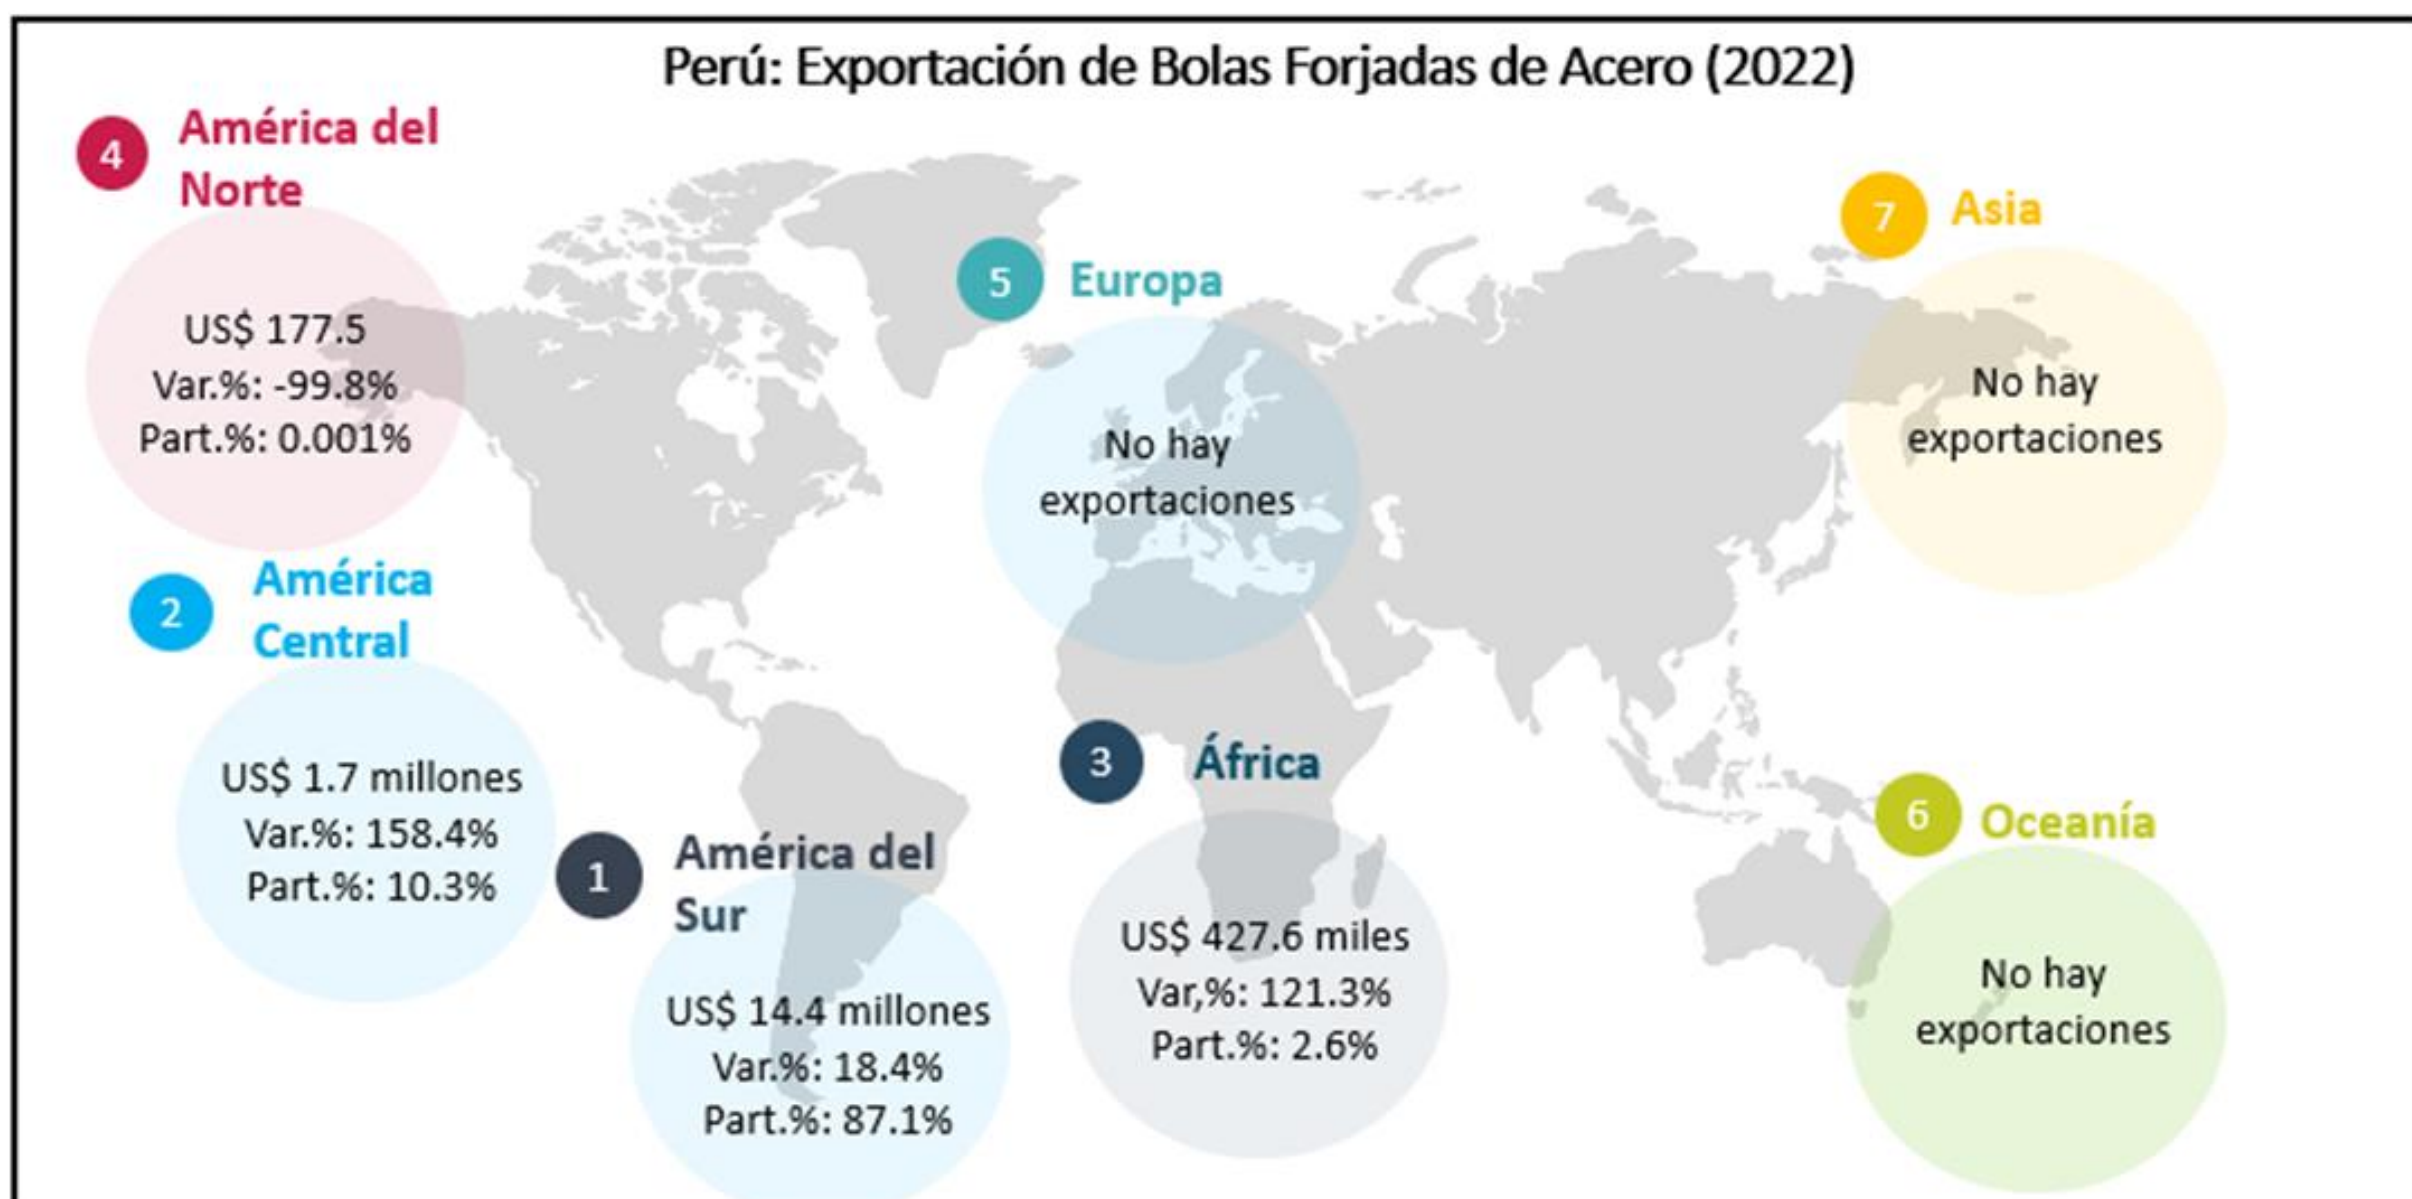 Perú: Exportación de Bolas Forjadas de Acero (2022)
4
América del
Norte
US$ 177.5
Var.%: -99.8%
Part.%: 0.001%
5
Europa
No hay
exportaciones
7
Asia
No hay
exportaciones
2
América
Central
US$ 1.7 millones
Var.%: 158.4%
Part.%: 10.3%
1
América del
Sur
US$ 14.4 millones
Var.%: 18.4%
Part.%: 87.1%
3
África
US$ 427.6 miles
Var,%: 121.3%
Part.%: 2.6%
6
Oceanía
No hay
exportaciones